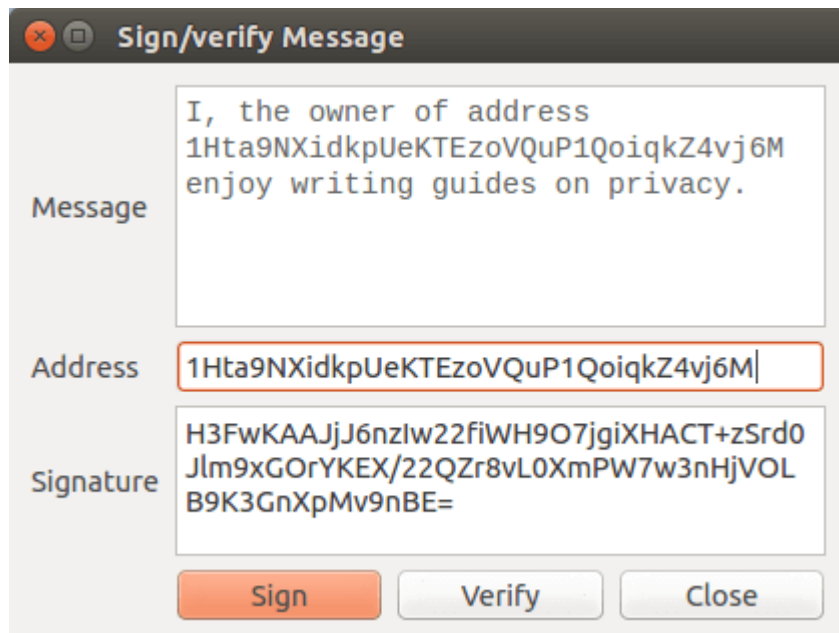 Sign/verify Message
Message
I, the owner of address
1Hta9NXidkpUeKTEzoVQuP1QoiqkZ4vj6M
enjoy writing guides on privacy.
Address
1Hta9NXidkpUeKTEzoVQuP1QoiqkZ4vj6M
Signature
H3FwKAAJjJ6nzIw22fiWH9O7jgiXHACT+zSrd0
Jlm9xGOrYKEX/22QZr8vL0XmPW7w3nHjVOL
B9K3GnXpMv9nBE=
Sign Verify Close